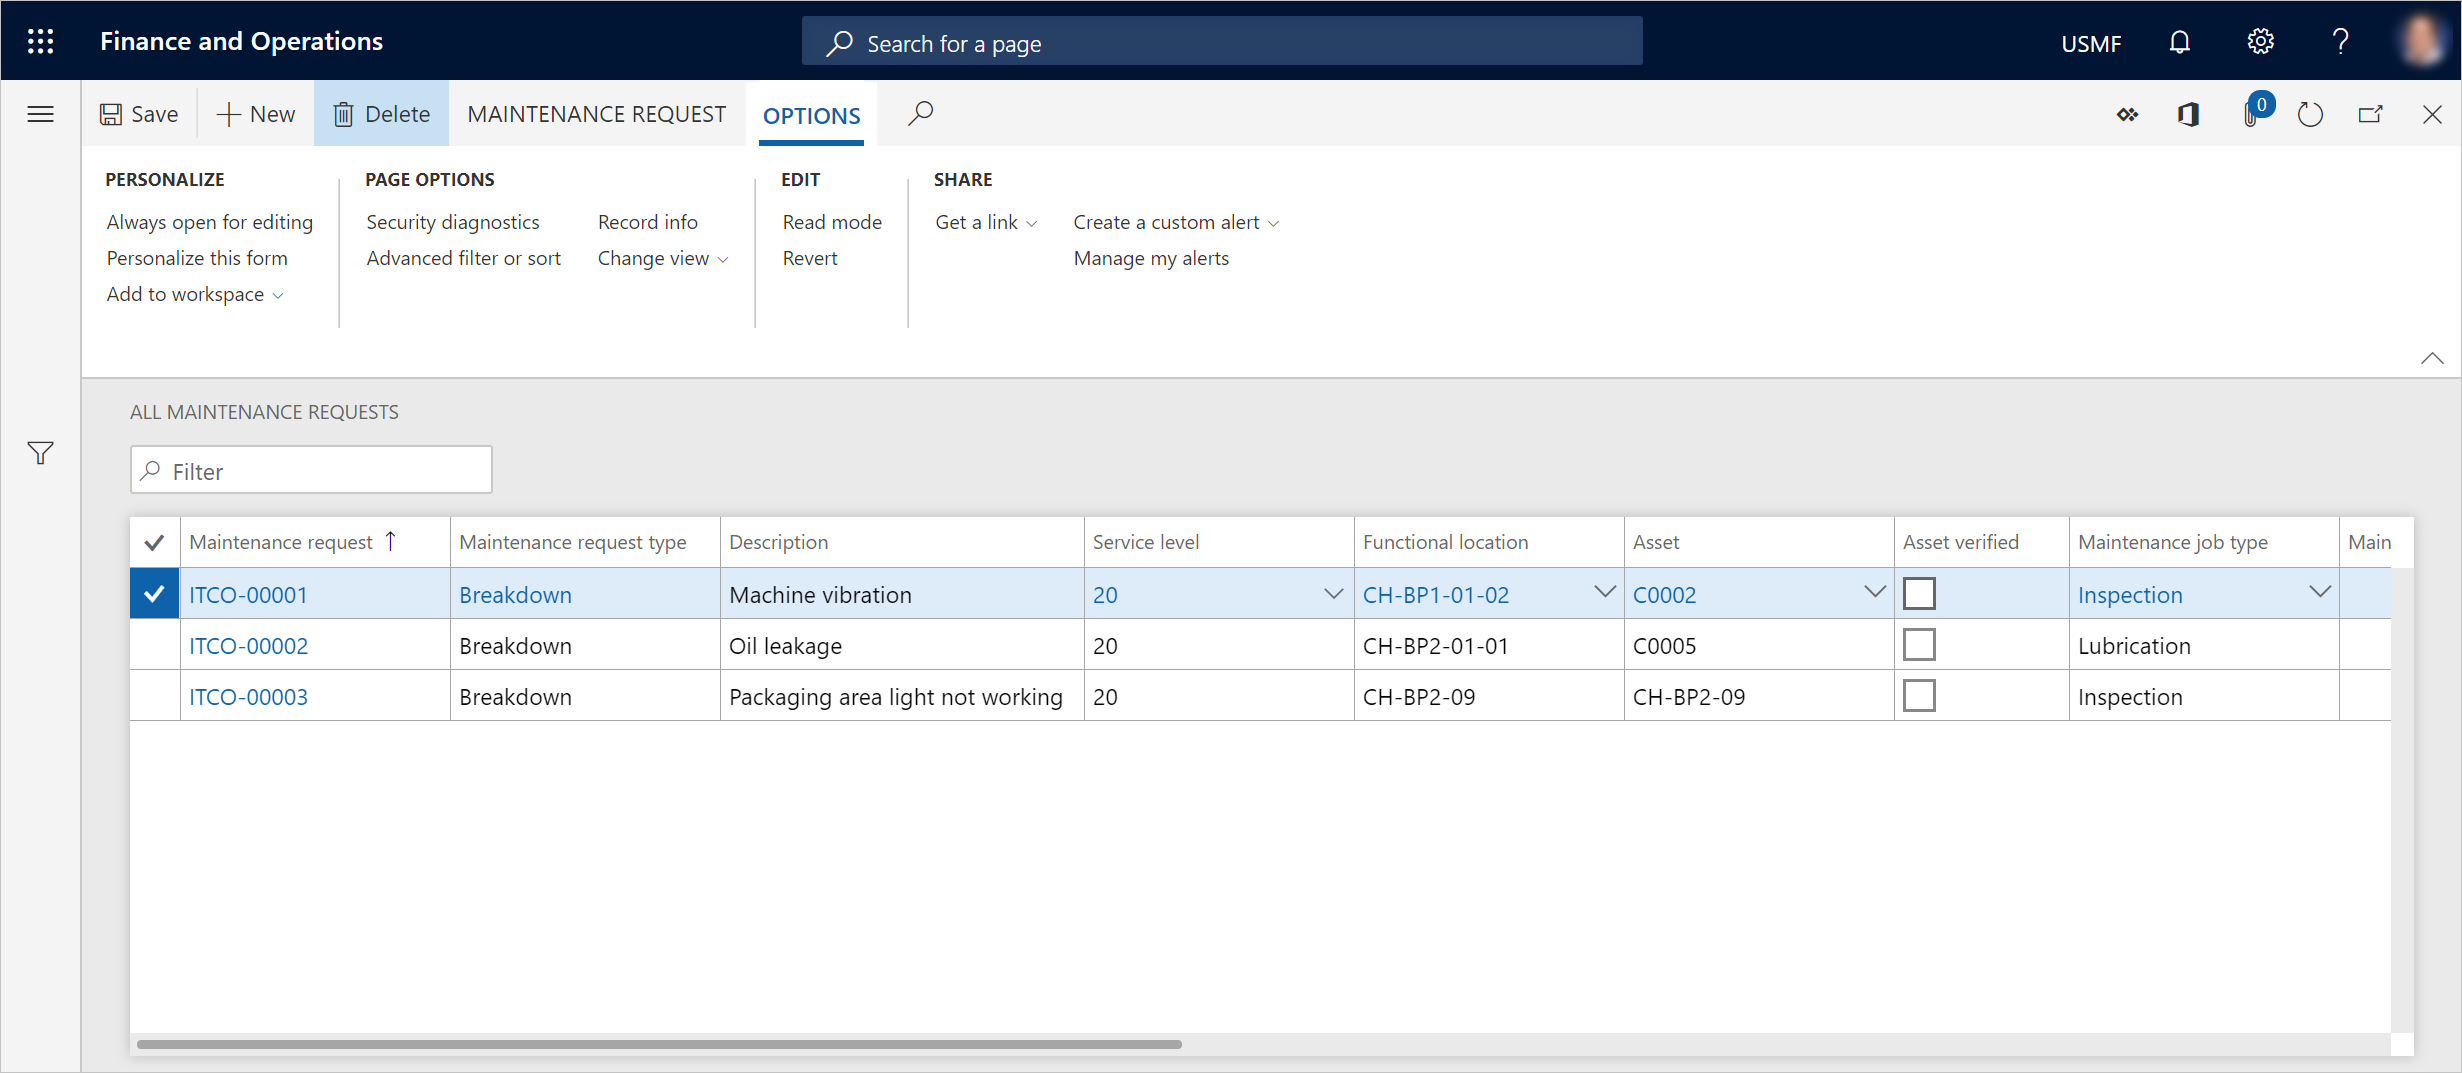 Finance and Operations
Search for a page
USMF
Save
New
Delete
MAINTENANCE REQUEST
OPTIONS
0
PERSONALIZE
Always open for editing
Personalize this form
Add to workspace
PAGE OPTIONS
Security diagnostics
Record info
Advanced filter or sort
Change view
EDIT
Read mode
Revert
SHARE
Get a link
Create a custom alert
Manage my alerts
ALL MAINTENANCE REQUESTS
Filter
Maintenance request Maintenance request type Description Service level Functional location Asset Asset verified Maintenance job type Main
ITCO-00001 Breakdown Machine vibration 20 CH-BP1-01-02 C0002 Inspection
ITCO-00002 Breakdown Oil leakage 20 CH-BP2-01-01 C0005 Lubrication
ITCO-00003 Breakdown Packaging area light not working 20 CH-BP2-09 CH-BP2-09 Inspection